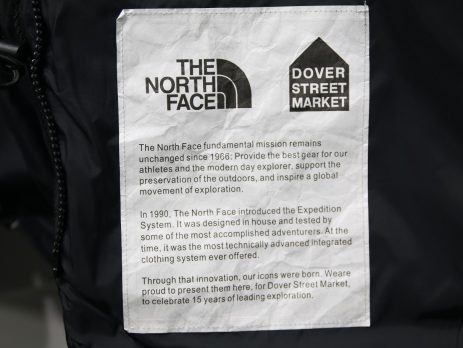 THE
NORTH
FACE
DOVER
STREET
MARKET
The North Face fundamental mission remains
unchanged since 1966: Provide the best gear for our
athletes and the modern day explorer, support the
preservation of the outdoors, and inspire a global
movement of exploration.
In 1990, The North Face introduced the Expedition
System. It was designed in house and tested by
some of the most accomplished adventurers. At the
time, it was the most technically advanced Integrated
clothing system ever offered.
Through that innovation, our icons were born. Weare
proud to present them here, for Dover Street Market,
to celebrate 15 years of leading exploration.